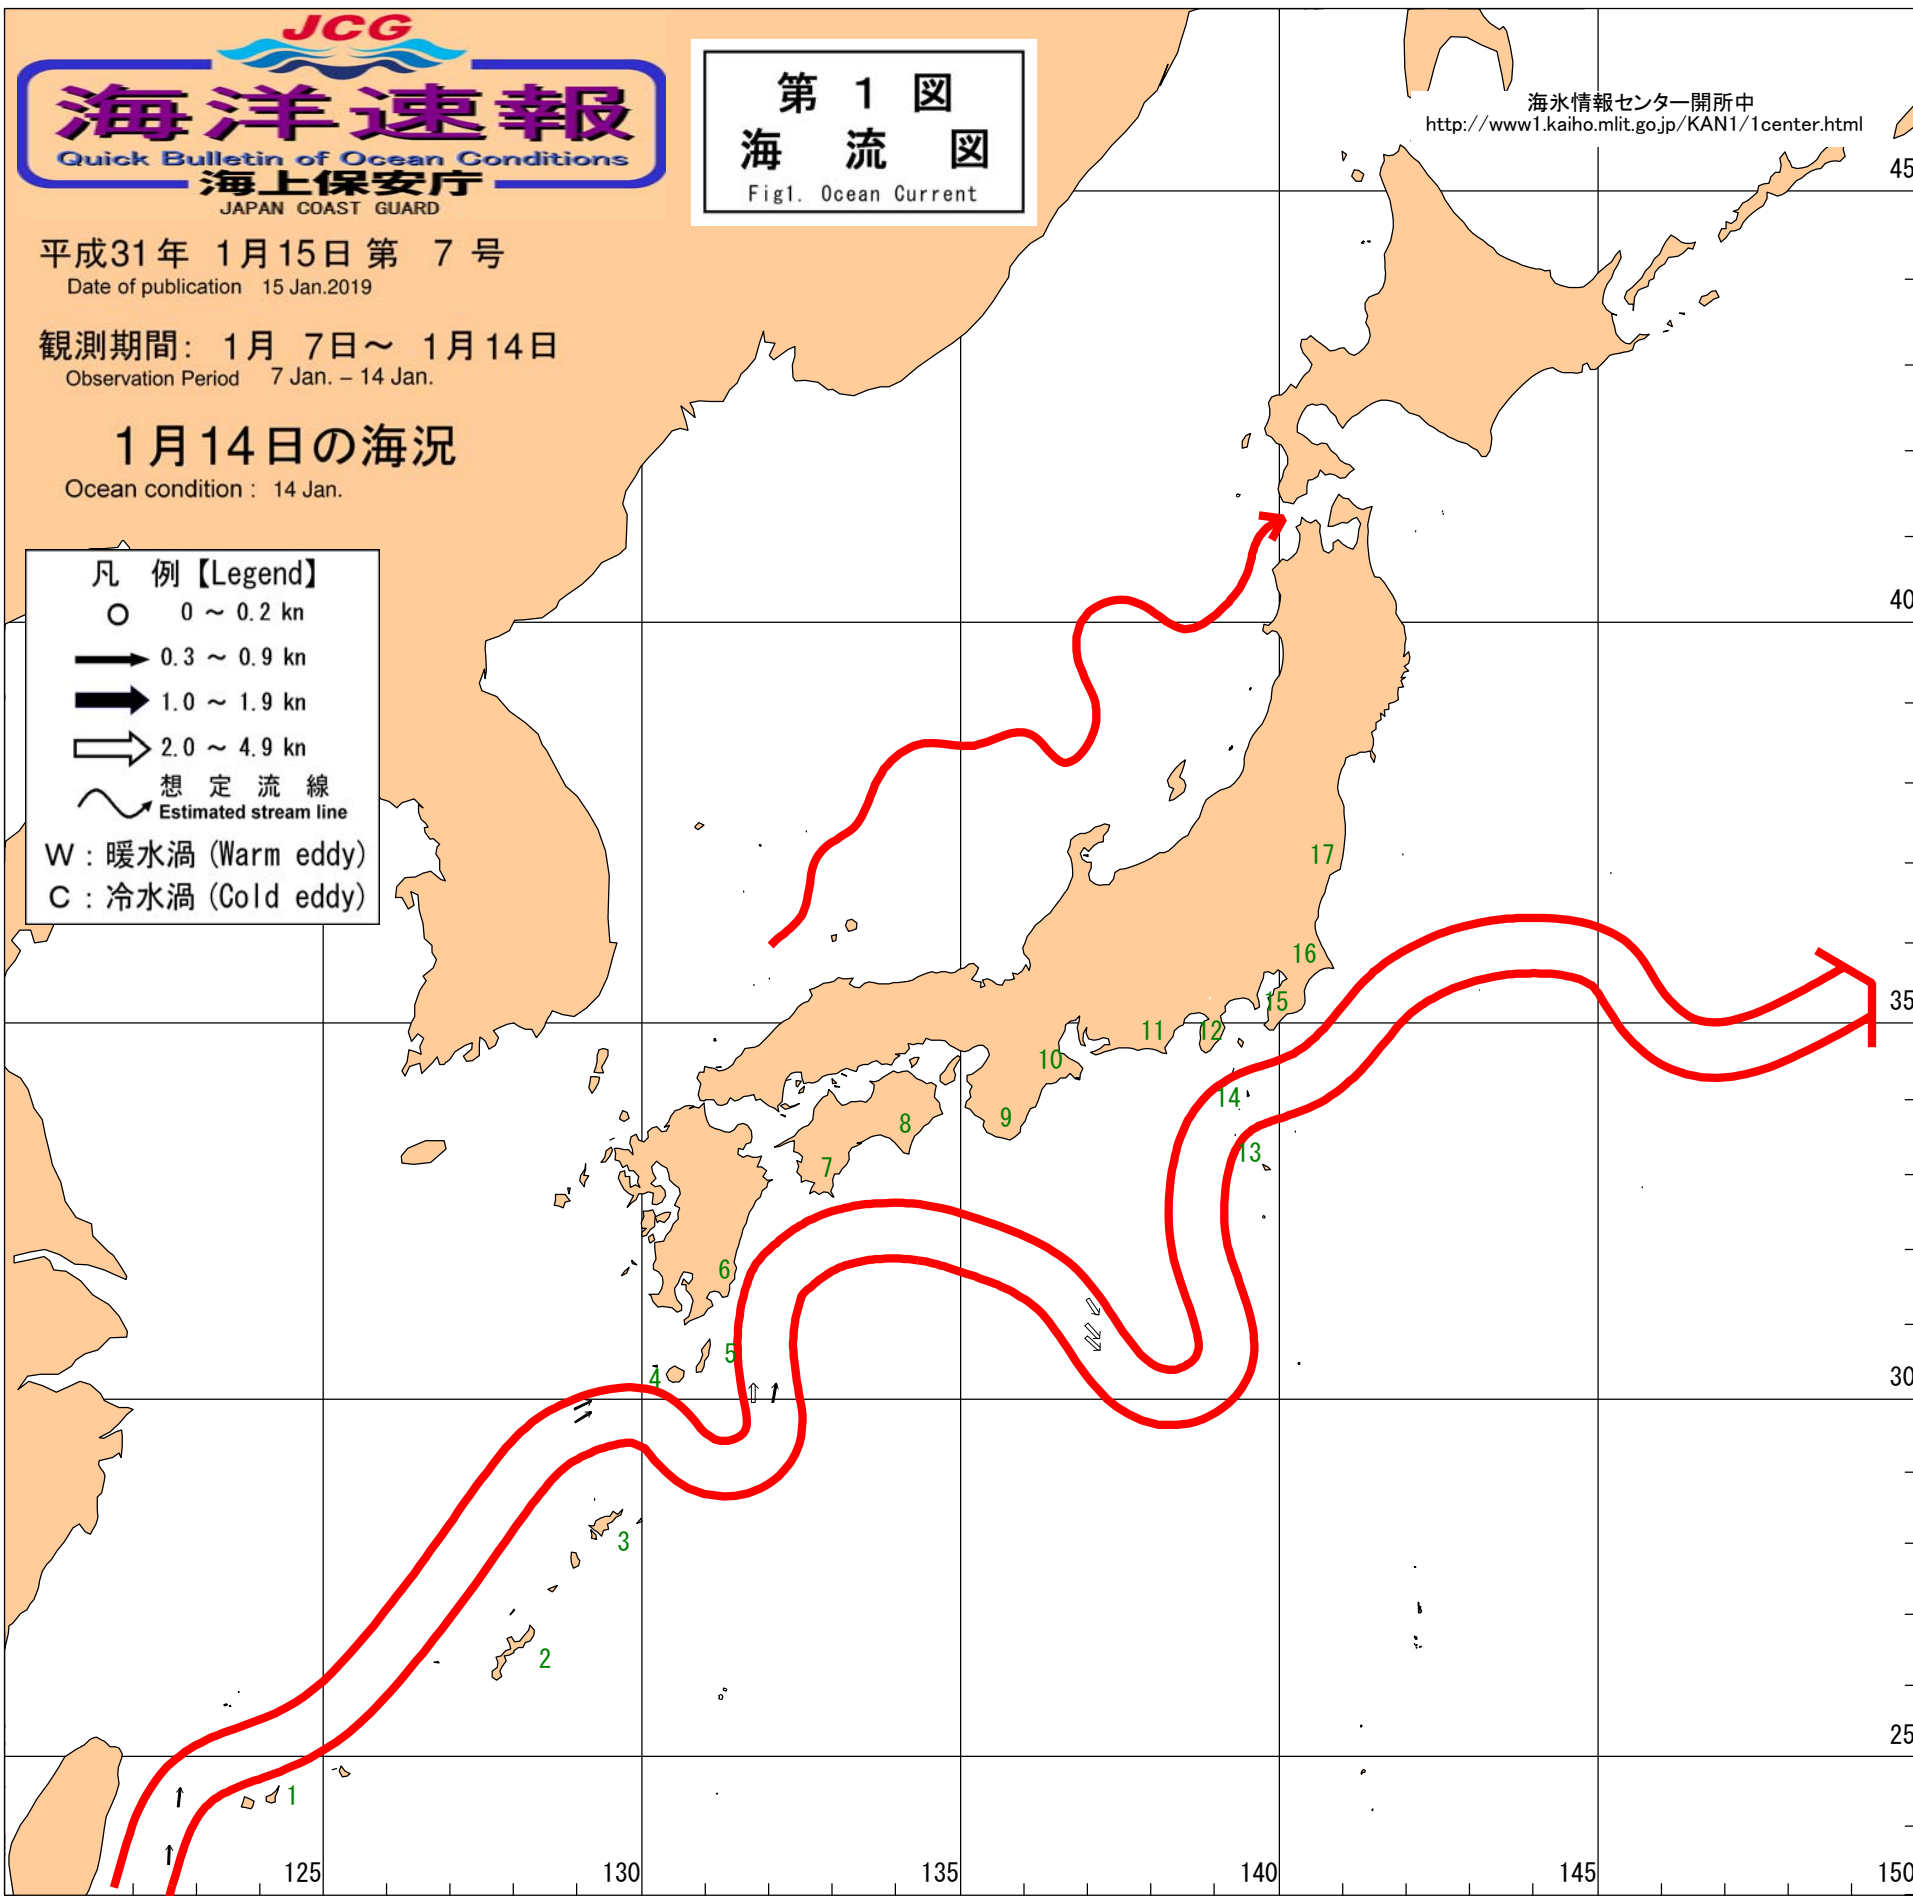 JCG
海洋速報
Quick Bulletin of Ocean Conditions
海上保安庁
JAPAN COAST GUARD
第 1 図
海 流 図
Fig1. Ocean Current
海氷情報センター開所中
http://www1.kaiho.mlit.go.jp/KAN1/1center.html
平成31年 1月15日 第 7 号
Date of publication 15 Jan.2019
観測期間: 1月 7日～ 1月14日
Observation Period 7 Jan. – 14 Jan.
1月14日の海況
Ocean condition : 14 Jan.
凡 例【Legend】
0 ～ 0.2 kn
0.3 ～ 0.9 kn
1.0 ～ 1.9 kn
2.0 ～ 4.9 kn
想 定 流 線
Estimated stream line
W : 暖水渦 (Warm eddy)
C : 冷水渦 (Cold eddy)
45
40
17
16
35
15
11
12
10
14
9
8
13
7
6
5
4
30
3
2
25
1
125
130
135
140
145
150